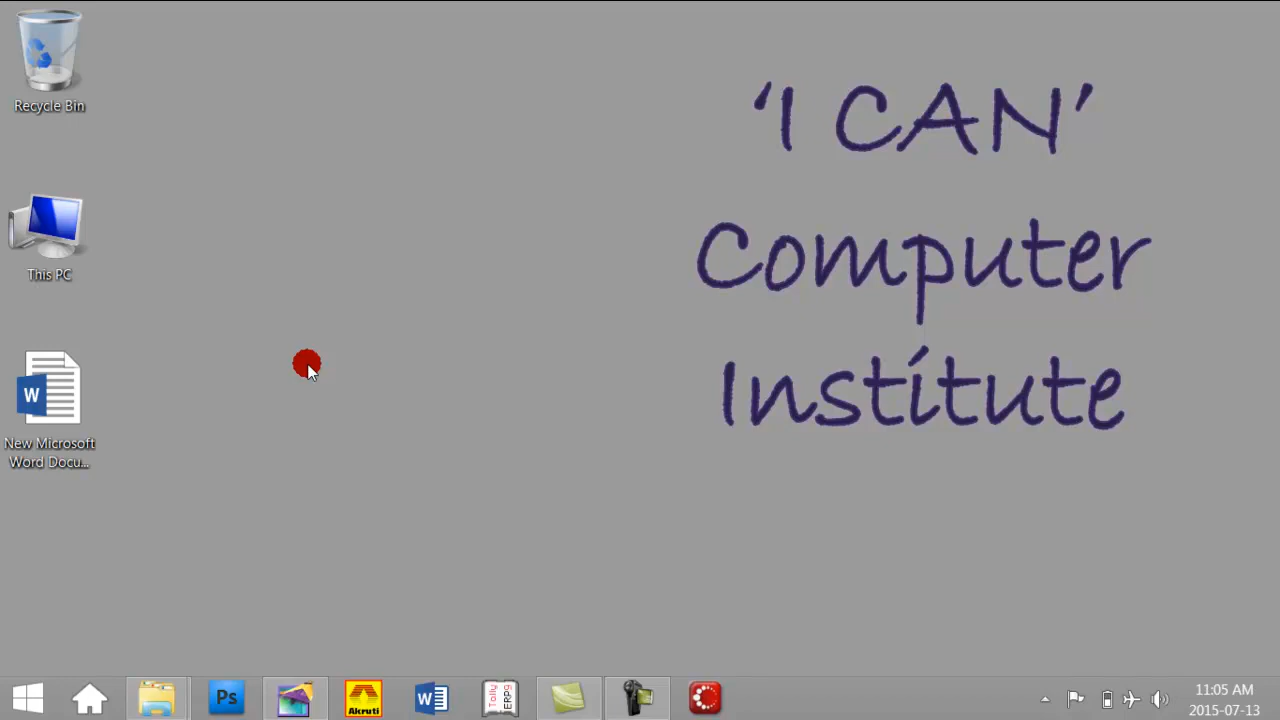 Recycle Bin
This PC
W
New Microsoft
Word Docu...
'I CAN'
Computer
Institute
Ps
Akruti
W
Tally
ERP9
11:05 AM
2015-07-13